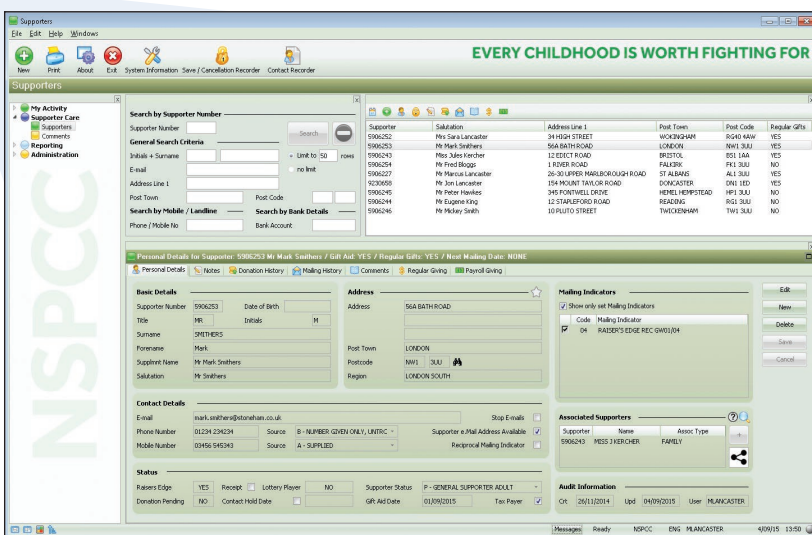 Supporters
File Edit Help Windows
New Print About Exit System Information Save / Cancellation Recorder Contact Recorder
EVERY CHILDHOOD IS WORTH FIGHTING FOR
Supporters
My Activity
Supporter Care
Supporters
Comments
Reporting
Administration
NSPCC
Search by Supporter Number
Supporter Number
Search
General Search Criteria
Initials + Surname
Limit to 50 rows
E-mail
no limit
Address Line 1
Post Town Post Code
Search by Mobile / Landline Search by Bank Details
Phone / Mobile No Bank Account
Supporter Salutation Address Line 1 Post Town Post Code Regular Gifts
5906252 Mrs Sara Lancaster 34 HIGH STREET WOKINGHAM RG40 4AW YES
5906253 Mr Mark Smithers 56A BATH ROAD LONDON NW1 3UU YES
5906243 Miss Jules Kercher 12 EDICT ROAD BRISTOL BS1 1AA YES
5906254 Mr Fred Bloggs 1 RIVER ROAD FALKIRK FK1 3UU NO
5906227 Mr Marcus Lancaster 26-30 UPPER MARLBOROUGH ROAD ST ALBANS AL1 3UU YES
9230658 Mr Jon Lancaster 154 MOUNT TAYLOR ROAD DONCASTER DN1 1ED YES
5906245 Mr Peter Hawkes 345 FONTWELL DRIVE HEMEL HEMPSTEAD HP1 3UU NO
5906244 Mr Eugene King 12 STAPLEFORD ROAD READING RG1 3UU NO
5906246 Mr Mickey Smith 10 PLUTO STREET TWICKENHAM TW1 3UU NO
Personal Details for Supporter: 5906253 Mr Mark Smithers / Gift Aid: YES / Regular Gifts: YES / Next Mailing Date: NONE
Personal Details Notes Donation History Mailing History Comments Regular Giving Payroll Giving
Basic Details
Supporter Number 5906253 Date of Birth
Title MR Initials M
Surname SMITHERS
Forename Mark
Supplmnt Name Mr Mark Smithers
Salutation Mr Smithers
Address
Address 56A BATH ROAD
Post Town LONDON
Postcode NW1 3UU
Region LONDON SOUTH
Mailing Indicators
Show only set Mailing Indicators
Code Mailing Indicator
04 RAISER'S EDGE REC GW01/04
Edit
New
Delete
Save
Cancel
Contact Details
E-mail mark.smithers@stoneham.co.uk Stop E-mails
Phone Number 01234 234234 Source B - NUMBER GIVEN ONLY, UNTRC Supporter e.Mail Address Available
Mobile Number 03456 545343 Source A - SUPPLIED Reciprocal Mailing Indicator
Associated Supporters
Supporter Name Assoc Type
5906243 MISS J KERCHER FAMILY
Status
Raisers Edge YES Receipt Lottery Player NO Supporter Status P - GENERAL SUPPORTER ADULT
Donation Pending NO Contact Hold Date Gift Aid Date 01/09/2015 Tax Payer
Audit Information
Crt 26/11/2014 Upd 04/09/2015 User MLANCASTER
Messages Ready NSPCC ENG MLANCASTER 4/09/15 13:50